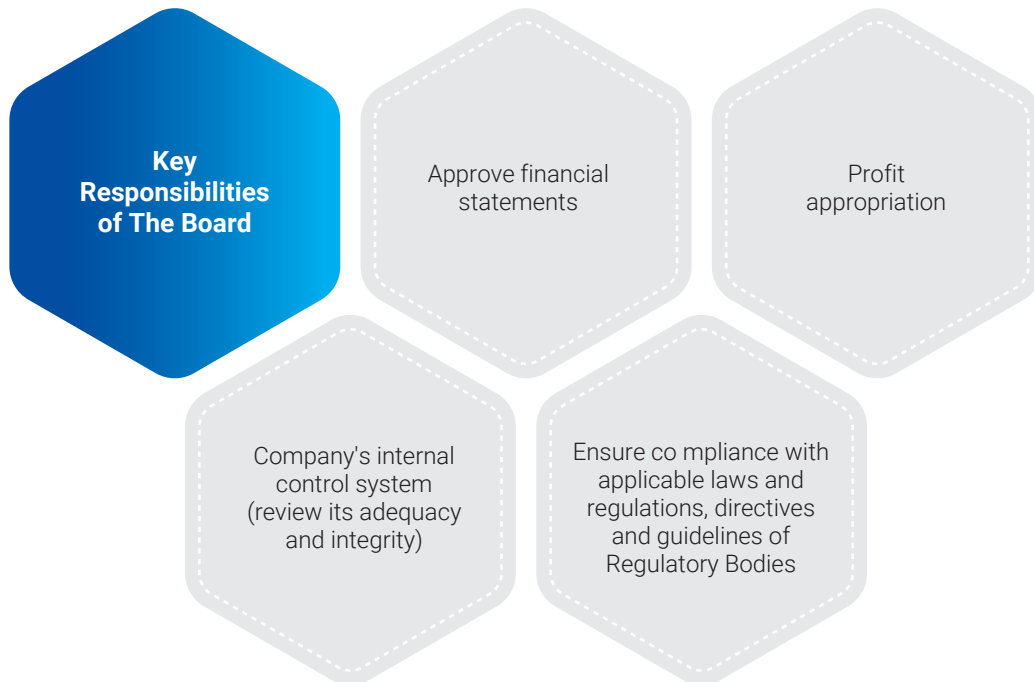 Key
Responsibilities
of The Board
Approve financial
statements
Profit
appropriation
Company's internal
control system
(review its adequacy
and integrity)
Ensure co mpliance with
applicable laws and
regulations, directives
and guidelines of
Regulatory Bodies